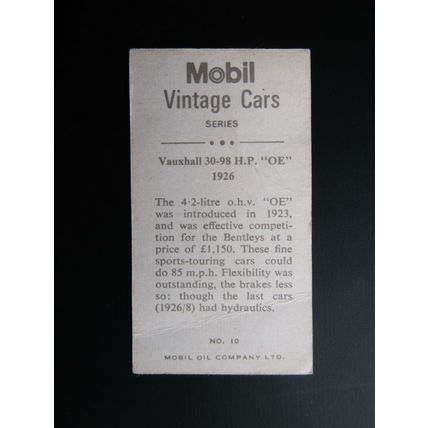 Mobil
Vintage Cars
SERIES
Vauxhall 30-98 H.P. "OE"
1926
The 4·2-litre o.h.v. "OE"
was introduced in 1923,
and was effective competi-
tion for the Bentleys at a
price of £1,150. These fine
sports-touring cars could
do 85 m.p.h. Flexibility was
outstanding, the brakes less
so: though the last cars
(1926/8) had hydraulics.
NO. 10
MOBIL OIL COMPANY LTD.